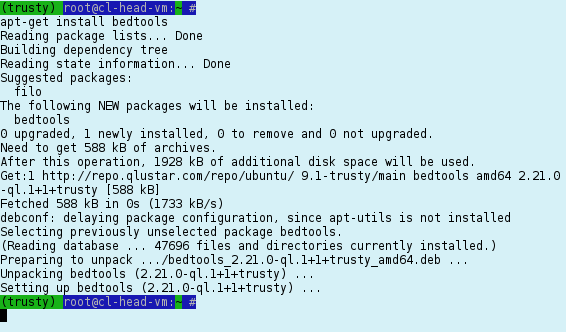 (trusty) root@cl-head-vm:~ #
apt-get install bedtools
Reading package lists... Done
Building dependency tree
Reading state information... Done
Suggested packages:
  filo
The following NEW packages will be installed:
  bedtools
0 upgraded, 1 newly installed, 0 to remove and 0 not upgraded.
Need to get 588 kB of archives.
After this operation, 1928 kB of additional disk space will be used.
Get:1 http://repo.qlustar.com/repo/ubuntu/ 9.1-trusty/main bedtools amd64 2.21.0
-ql.1+1+trusty [588 kB]
Fetched 588 kB in 0s (1733 kB/s)
debconf: delaying package configuration, since apt-utils is not installed
Selecting previously unselected package bedtools.
(Reading database ... 47696 files and directories currently installed.)
Preparing to unpack .../bedtools_2.21.0-ql.1+1+trusty_amd64.deb ...
Unpacking bedtools (2.21.0-ql.1+1+trusty) ...
Setting up bedtools (2.21.0-ql.1+1+trusty) ...
(trusty) root@cl-head-vm:~ #